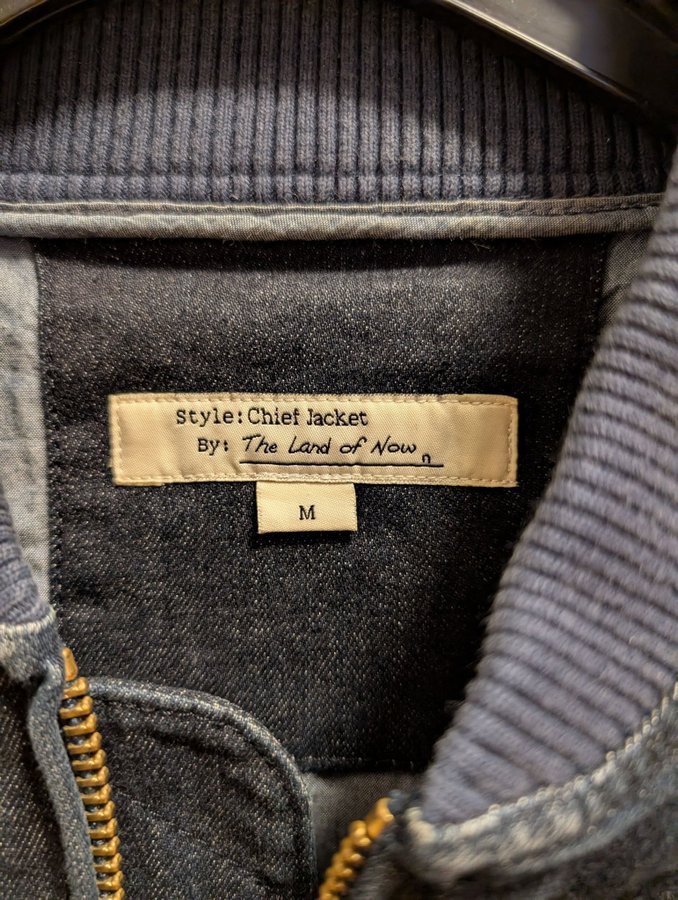 Style: Chief Jacket
By: The Land of Now n
M